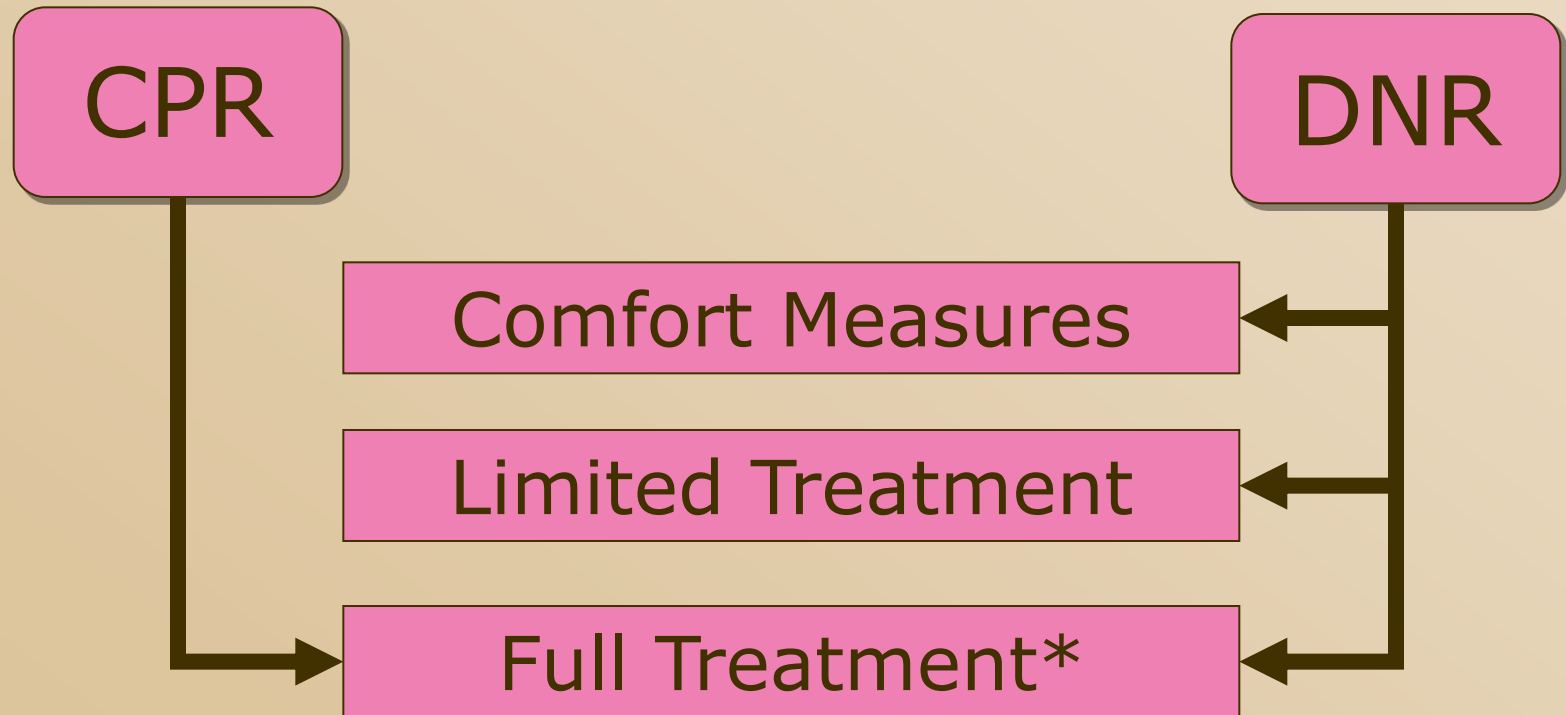 CPR
DNR
Comfort Measures
Limited Treatment
Full Treatment*